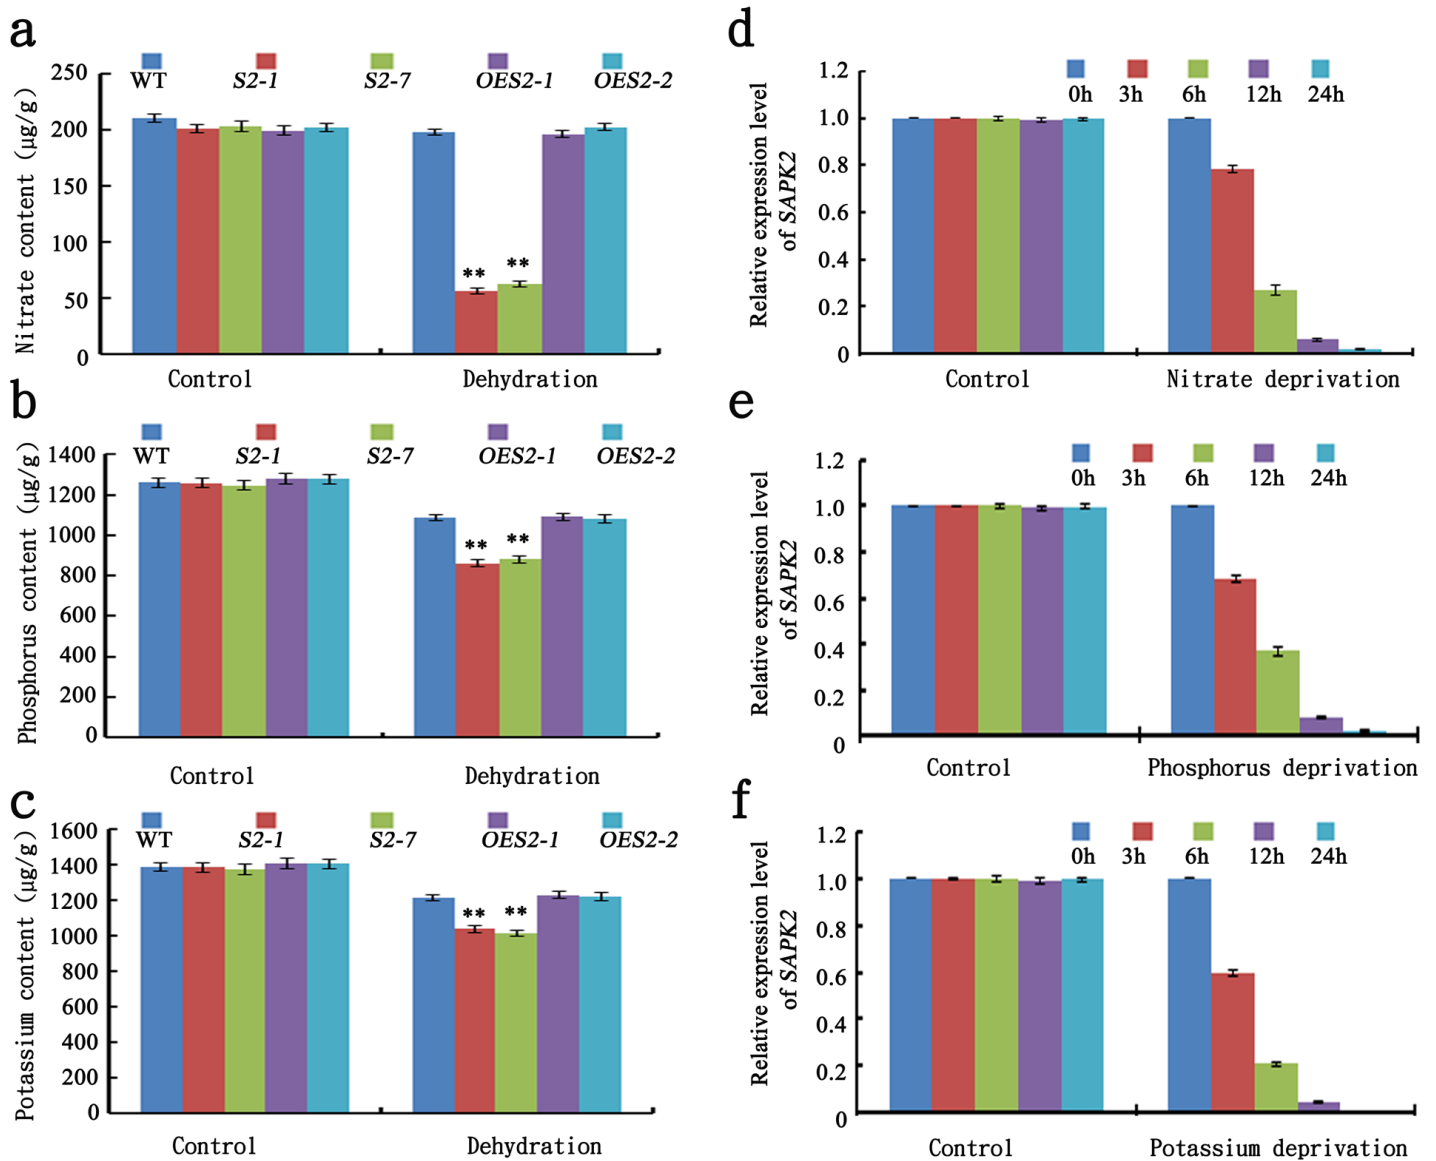 a
WT S2-1 S2-7 OES2-1 OES2-2
Nitrate content (μg/g)
250
200
150
100
50
0
** **
Control Dehydration
b
WT S2-1 S2-7 OES2-1 OES2-2
Phosphorus content (μg/g)
1400
1200
1000
800
600
400
200
0
** **
Control Dehydration
c
WT S2-1 S2-7 OES2-1 OES2-2
Potassium content (μg/g)
1600
1400
1200
1000
800
600
400
200
0
** **
Control Dehydration
d
0h 3h 6h 12h 24h
Relative expression level
of SAPK2
1.2
1.0
0.8
0.6
0.4
0.2
0
Control Nitrate deprivation
e
0h 3h 6h 12h 24h
Relative expression level
of SAPK2
1.2
1.0
0.8
0.6
0.4
0.2
0
Control Phosphorus deprivation
f
0h 3h 6h 12h 24h
Relative expression level
of SAPK2
1.2
1.0
0.8
0.6
0.4
0.2
0
Control Potassium deprivation